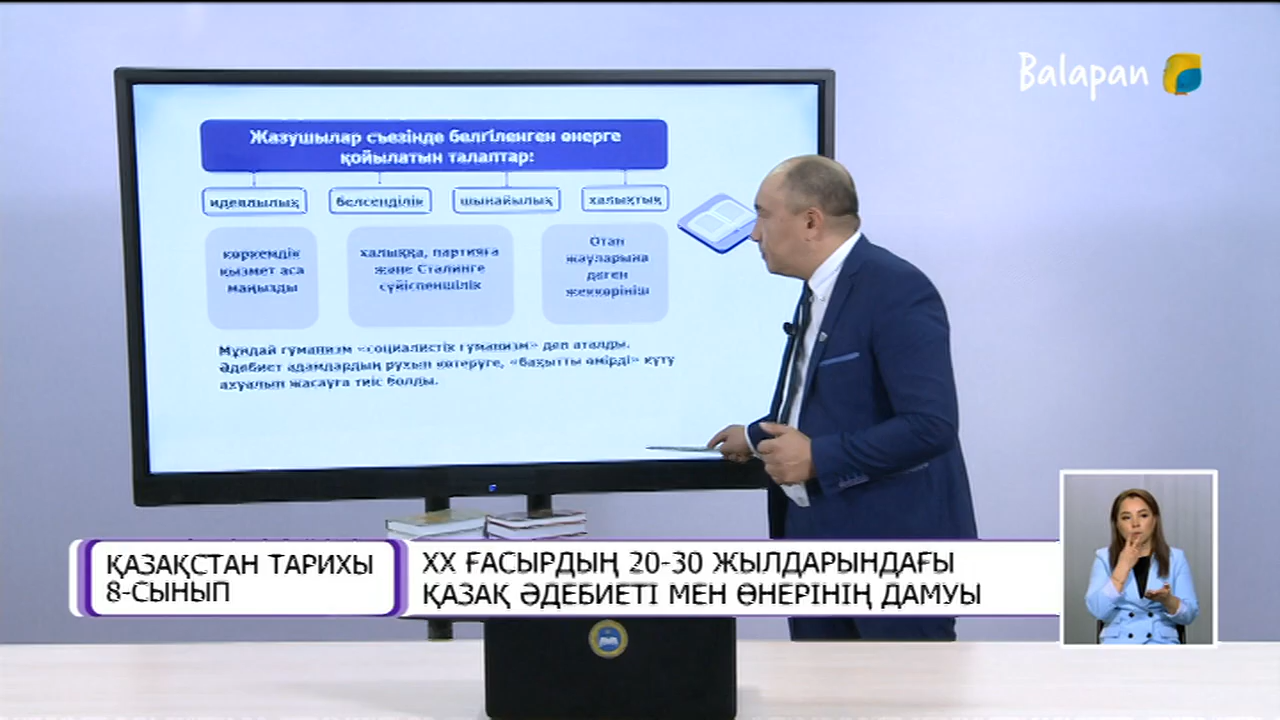 Balapan
Жазушылар съезінде белгіленген өнерге
қойылатын талаптар:
идеялылық
белсенділік
шынайылық
халықтық
көркемдік
қызмет аса
маңызды
халыққа, партияға
және Сталинге
сүйіспеншілік
Отан
жауларына
деген
жеккөрініш
Мұндай гуманизм «социалистік гуманизм» деп аталды.
Әдебиет адамдардың рухын көтеруге, «бақытты өмірді» күту
ахуалын жасауға тиіс болды.
ҚАЗАҚСТАН ТАРИХЫ
8-СЫНЫП
ХХ ҒАСЫРДЫҢ 20-30 ЖЫЛДАРЫНДАҒЫ
ҚАЗАҚ ӘДЕБИЕТІ МЕН ӨНЕРІНІҢ ДАМУЫ